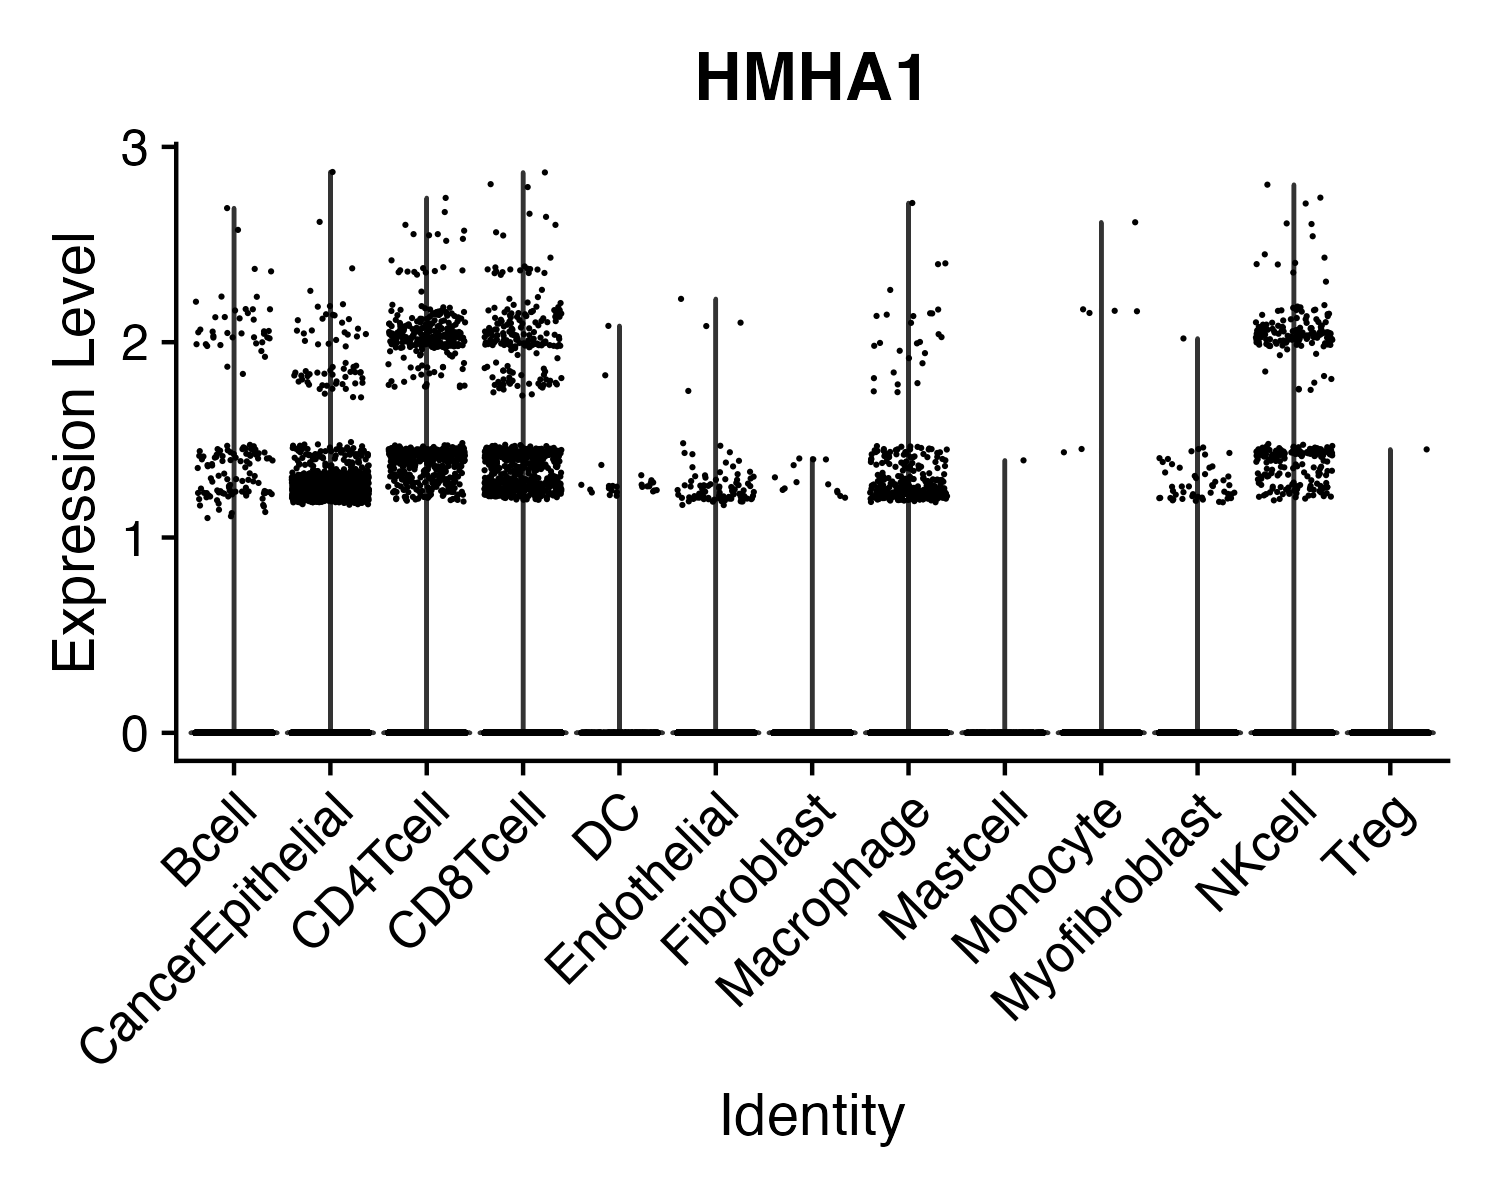 HMHA1
Expression Level
3
2
1
0
Bcell
CancerEpithelial
CD4Tcell
CD8Tcell
DC
Endothelial
Fibroblast
Macrophage
Mastcell
Monocyte
Myofibroblast
NKcell
Treg
Identity